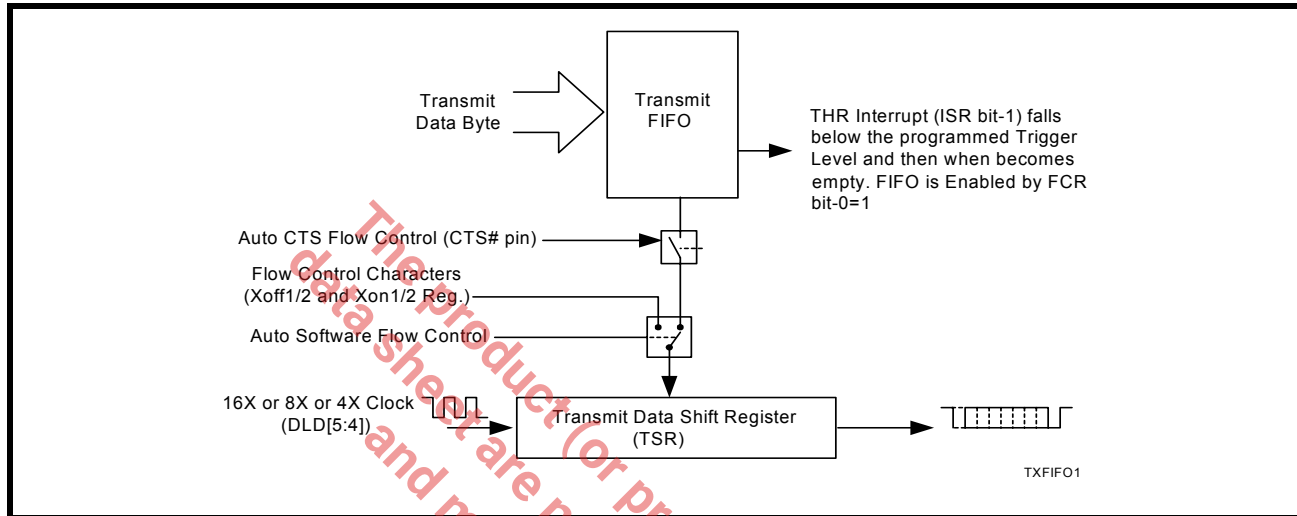 Transmit
Data Byte
Transmit
FIFO
THR Interrupt (ISR bit-1) falls
below the programmed Trigger
Level and then when becomes
empty. FIFO is Enabled by FCR
bit-0=1
Auto CTS Flow Control (CTS# pin)
Flow Control Characters
(Xoff1/2 and Xon1/2 Reg.)
Auto Software Flow Control
16X or 8X or 4X Clock
(DLD[5:4])
Transmit Data Shift Register
(TSR)
TXFIFO1
The product (or pr
data sheet are
and